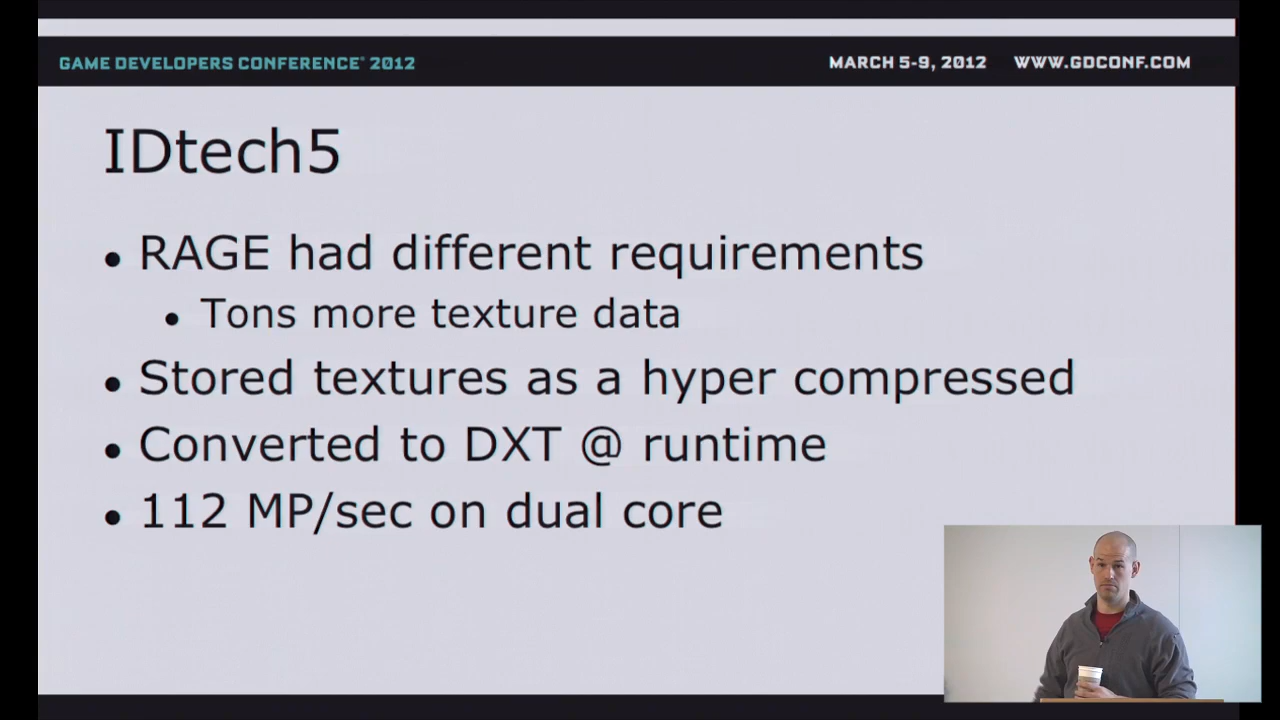 GAME DEVELOPERS CONFERENCE® 2012
MARCH 5-9, 2012 WWW.GDCONF.COM
IDtech5
• RAGE had different requirements
• Tons more texture data
• Stored textures as a hyper compressed
• Converted to DXT @ runtime
• 112 MP/sec on dual core